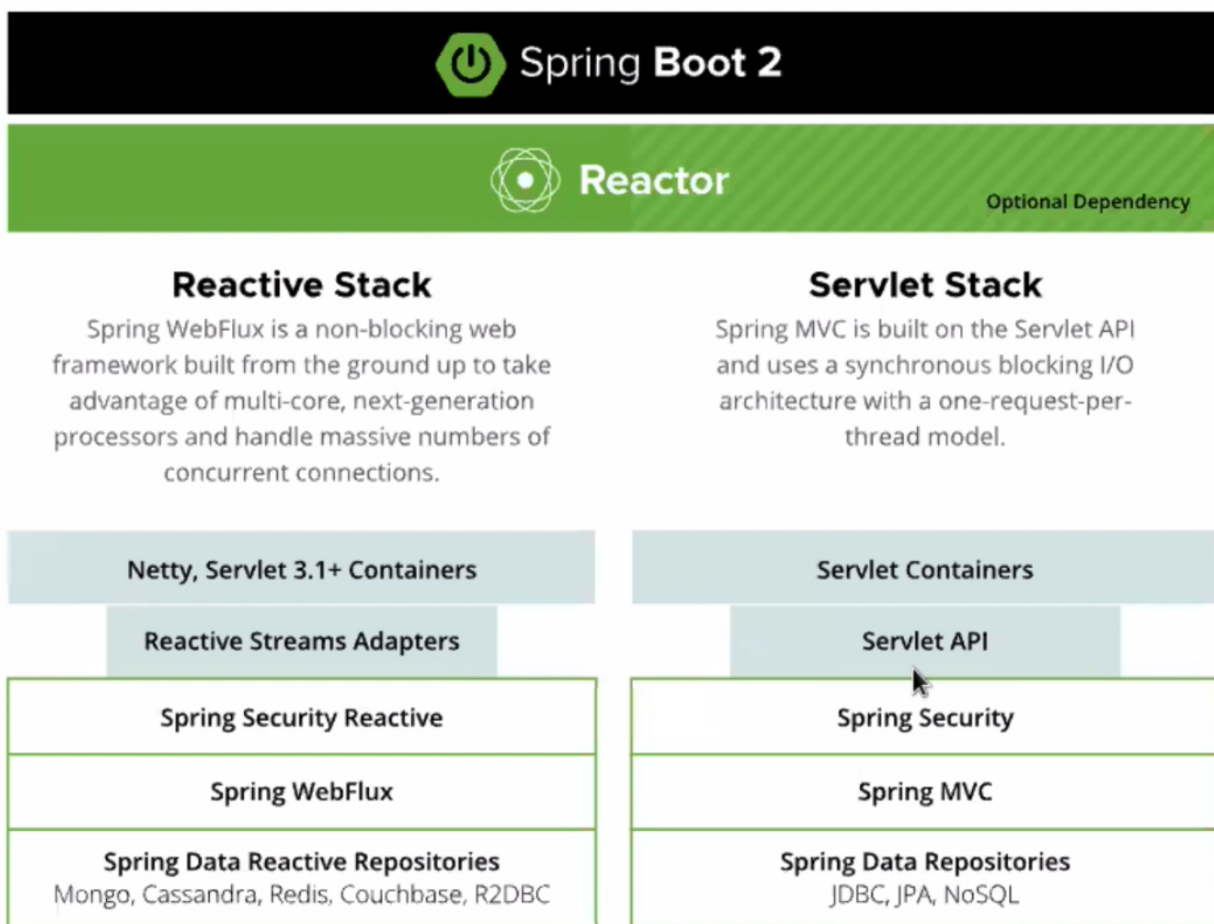 Spring Boot 2
Reactor
Optional Dependency
Reactive Stack
Spring WebFlux is a non-blocking web
framework built from the ground up to take
advantage of multi-core, next-generation
processors and handle massive numbers of
concurrent connections.
Servlet Stack
Spring MVC is built on the Servlet API
and uses a synchronous blocking I/O
architecture with a one-request-per-
thread model.
Netty, Servlet 3.1+ Containers
Servlet Containers
Reactive Streams Adapters
Servlet API
Spring Security Reactive
Spring Security
Spring WebFlux
Spring MVC
Spring Data Reactive Repositories
Mongo, Cassandra, Redis, Couchbase, R2DBC
Spring Data Repositories
JDBC, JPA, NoSQL